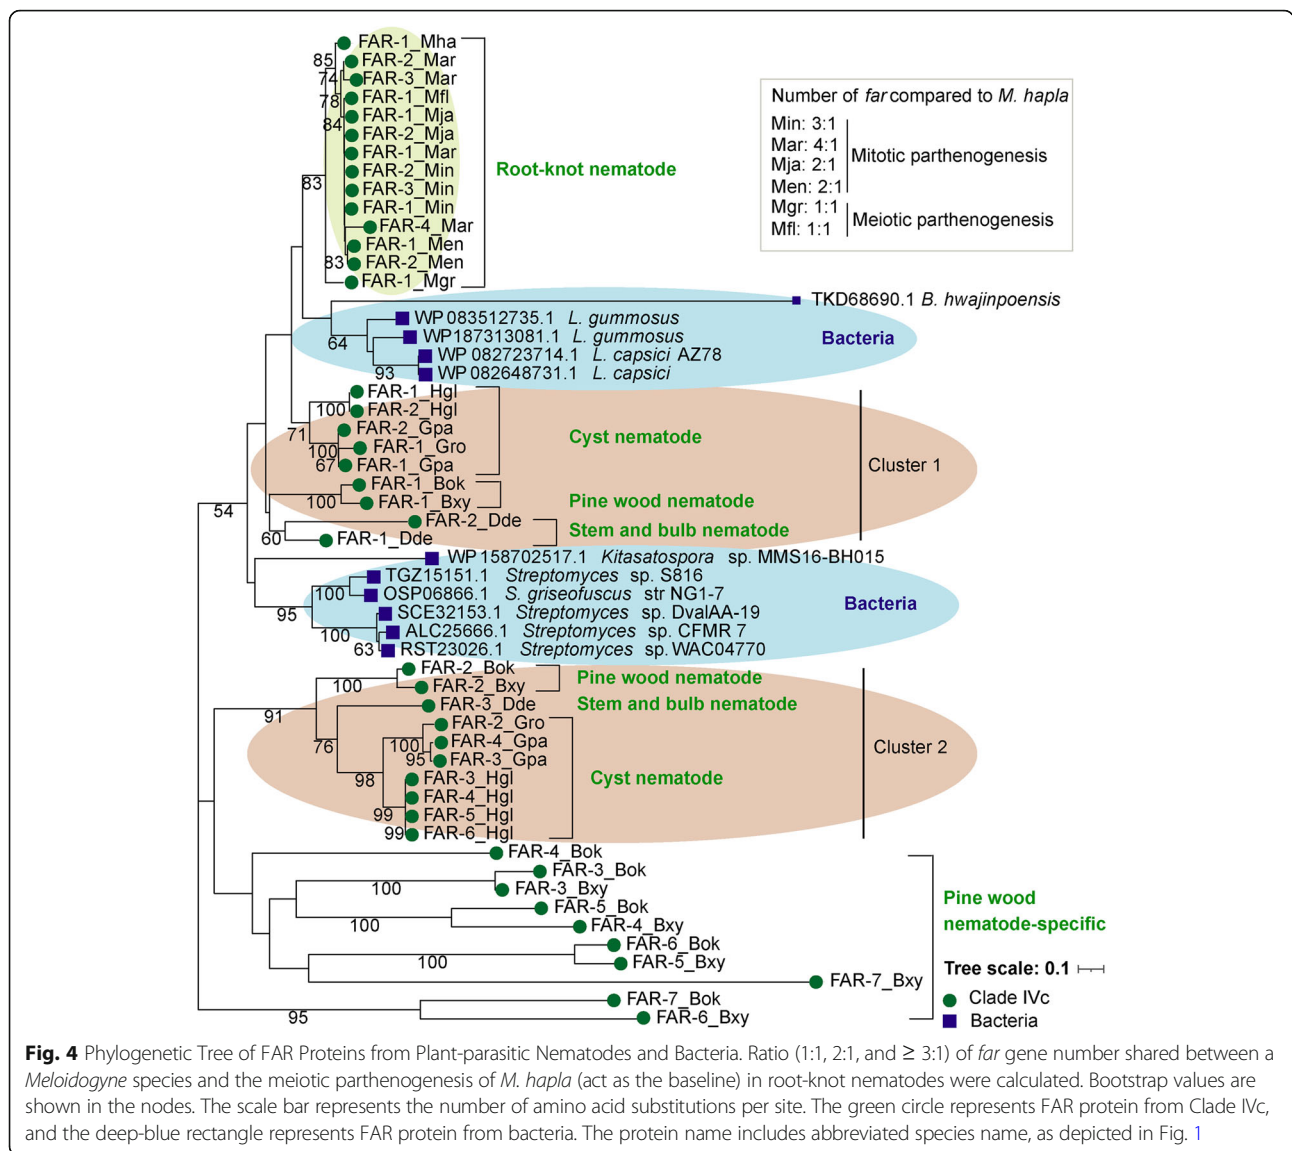 FAR-1_Mha
85
FAR-2_Mar
74
FAR-3_Mar
78
FAR-1_Mfl
84
FAR-1_Mja
FAR-2_Mja
FAR-1_Mar
FAR-2_Min
83
FAR-3_Min
FAR-1_Min
FAR-4_Mar
FAR-1_Men
83
FAR-2_Men
FAR-1_Mgr
Root-knot nematode
Number of far compared to M. hapla
Min: 3:1
Mar: 4:1
Mja: 2:1
Men: 2:1
Mitotic parthenogenesis
Mgr: 1:1
Mfl: 1:1
Meiotic parthenogenesis
TKD68690.1 B. hwajinpoensis
WP 083512735.1 L. gummosus
WP187313081.1 L. gummosus
64
WP 082723714.1 L. capsici AZ78
93
WP 082648731.1 L. capsici
Bacteria
FAR-1_Hgl
100
FAR-2_Hgl
71
FAR-2_Gpa
100
FAR-1_Gro
67
FAR-1_Gpa
Cyst nematode
Cluster 1
FAR-1_Bok
100
FAR-1_Bxy
Pine wood nematode
54
FAR-2_Dde
60
FAR-1_Dde
Stem and bulb nematode
WP 158702517.1 Kitasatospora sp. MMS16-BH015
TGZ15151.1 Streptomyces sp. S816
100
OSP06866.1 S. griseofuscus str NG1-7
95
SCE32153.1 Streptomyces sp. DvalAA-19
100
ALC25666.1 Streptomyces sp. CFMR 7
63
RST23026.1 Streptomyces sp. WAC04770
Bacteria
FAR-2_Bok
100
FAR-2_Bxy
Pine wood nematode
91
FAR-3_Dde
Stem and bulb nematode
76
FAR-2_Gro
100
FAR-4_Gpa
95
FAR-3_Gpa
98
FAR-3_Hgl
FAR-4_Hgl
99
FAR-5_Hgl
99
FAR-6_Hgl
Cyst nematode
Cluster 2
FAR-4_Bok
FAR-3_Bok
100
FAR-3_Bxy
FAR-5_Bok
100
FAR-4_Bxy
FAR-6_Bok
100
FAR-5_Bxy
FAR-7_Bxy
FAR-7_Bok
95
FAR-6_Bxy
Pine wood
nematode-specific
Tree scale: 0.1
Clade IVc
Bacteria
Fig. 4 Phylogenetic Tree of FAR Proteins from Plant-parasitic Nematodes and Bacteria. Ratio (1:1, 2:1, and ≥ 3:1) of far gene number shared between a
Meloidogyne species and the meiotic parthenogenesis of M. hapla (act as the baseline) in root-knot nematodes were calculated. Bootstrap values are
shown in the nodes. The scale bar represents the number of amino acid substitutions per site. The green circle represents FAR protein from Clade IVc,
and the deep-blue rectangle represents FAR protein from bacteria. The protein name includes abbreviated species name, as depicted in Fig. 1